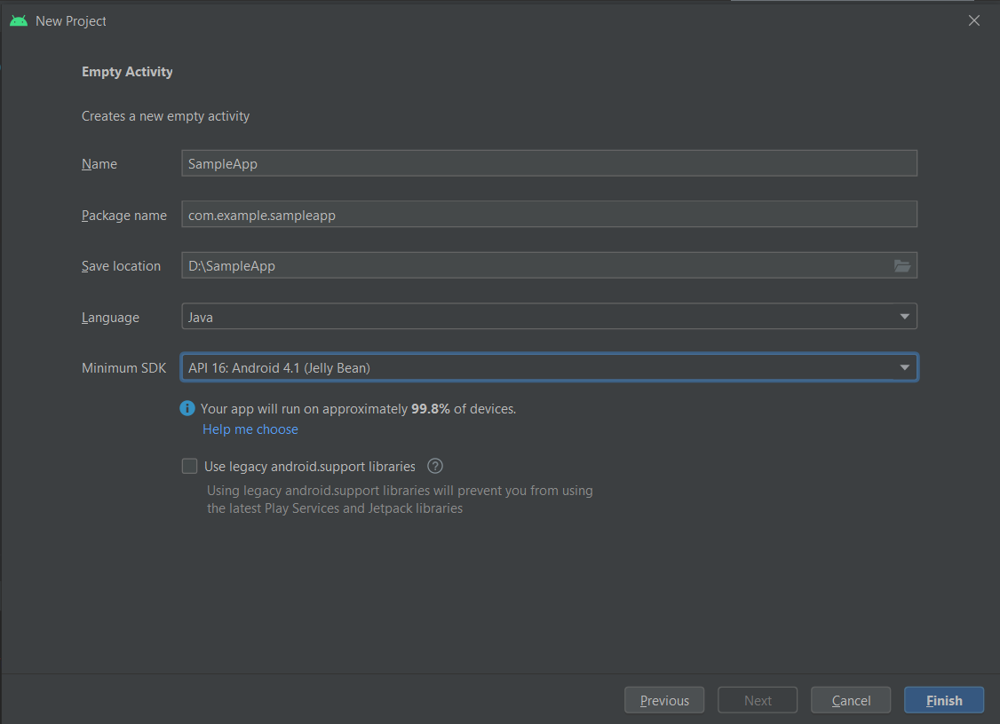 New Project
Empty Activity
Creates a new empty activity
Name SampleApp
Package name com.example.sampleapp
Save location D:\SampleApp
Language Java
Minimum SDK API 16: Android 4.1 (Jelly Bean)
Your app will run on approximately 99.8% of devices.
Help me choose
Use legacy android.support libraries ?
Using legacy android.support libraries will prevent you from using
the latest Play Services and Jetpack libraries
Previous Next Cancel Finish